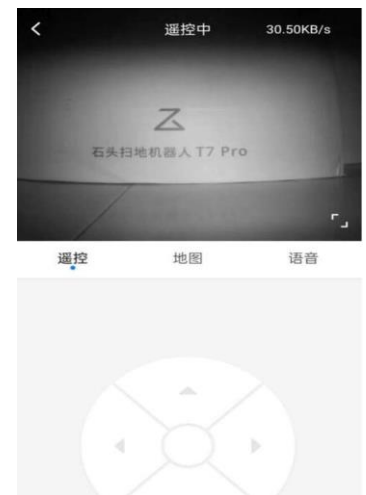 遥控中
30.50KB/s
石头扫地机器人 T7 Pro
遥控
地图
语音